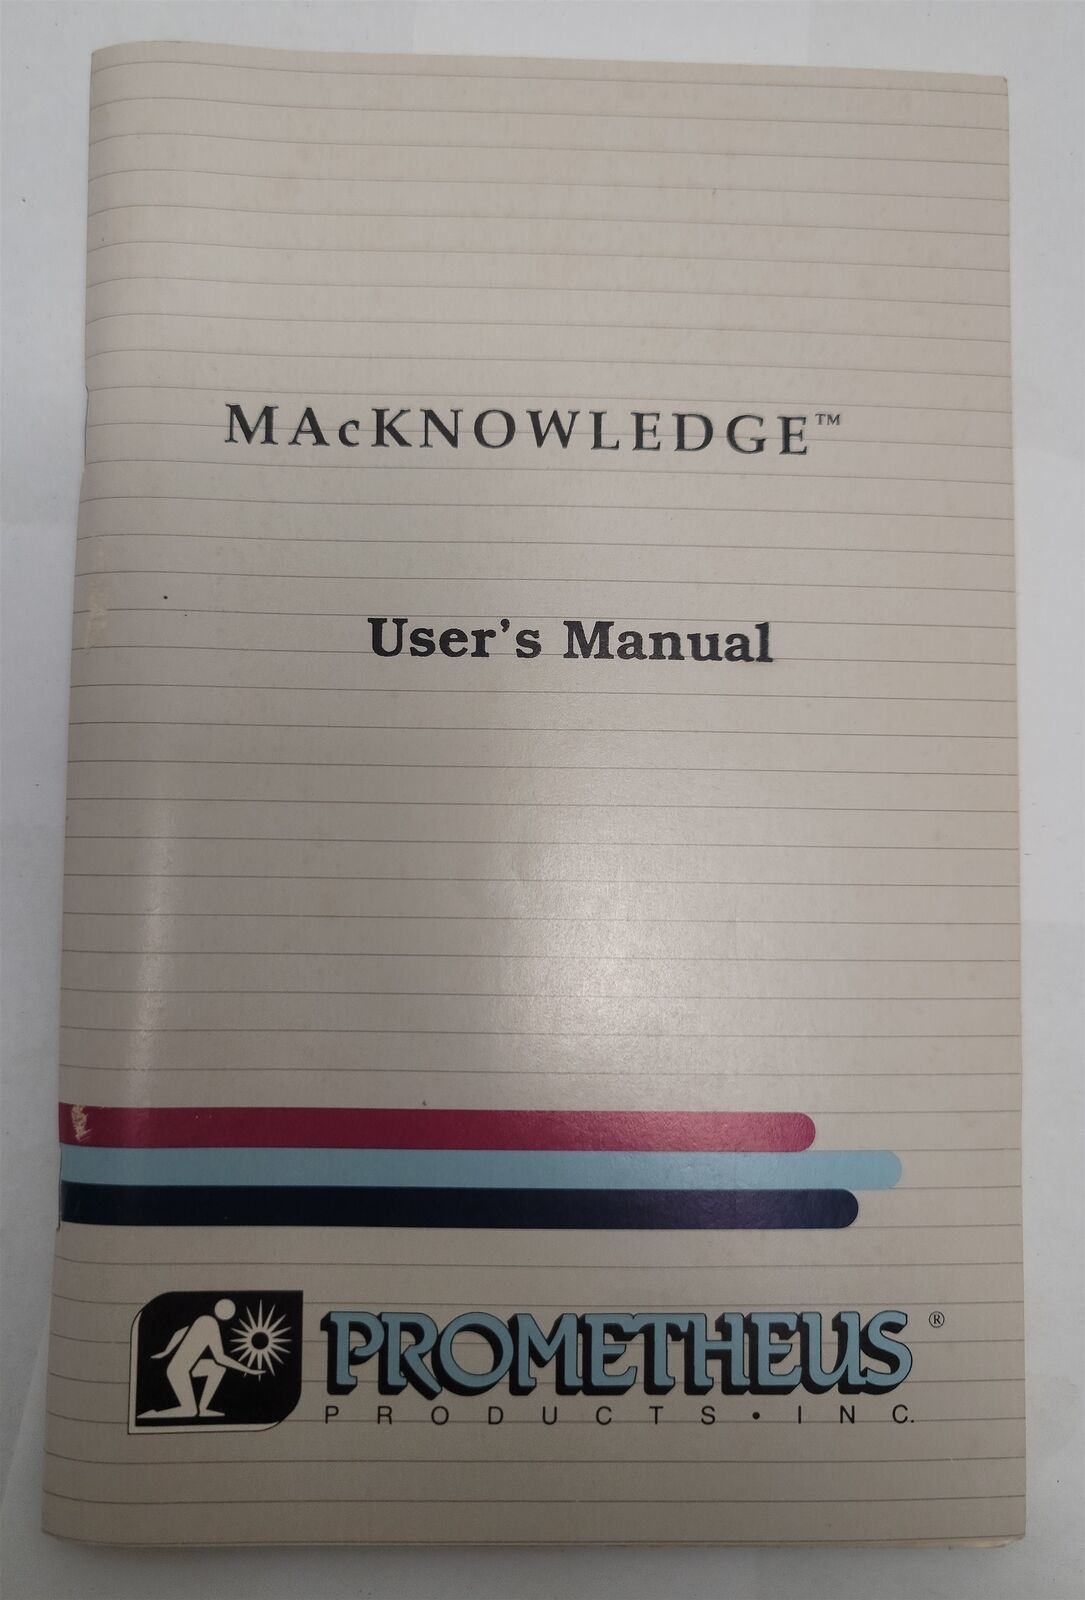 MAcKNOWLEDGE™
User's Manual
PROMETHEUS®
PRODUCTS • INC.